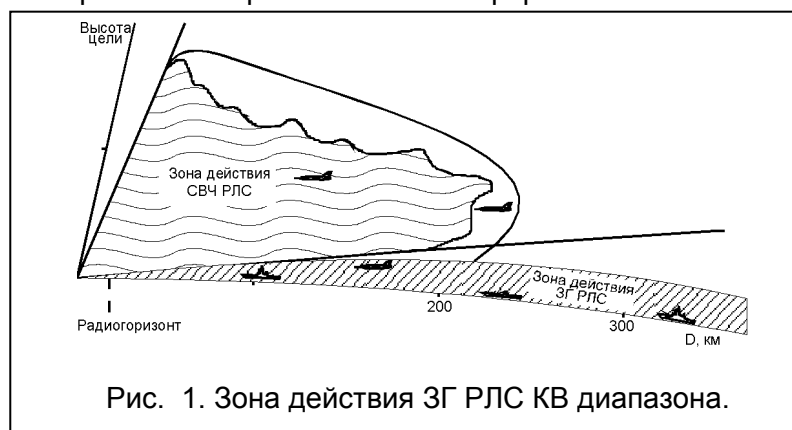 Высота
цели
Зона действия
СВЧ РЛС
Зона действия
ЗГ РЛС
200
300
Радиогоризонт
D, км
Рис. 1. Зона действия ЗГ РЛС КВ диапазона.